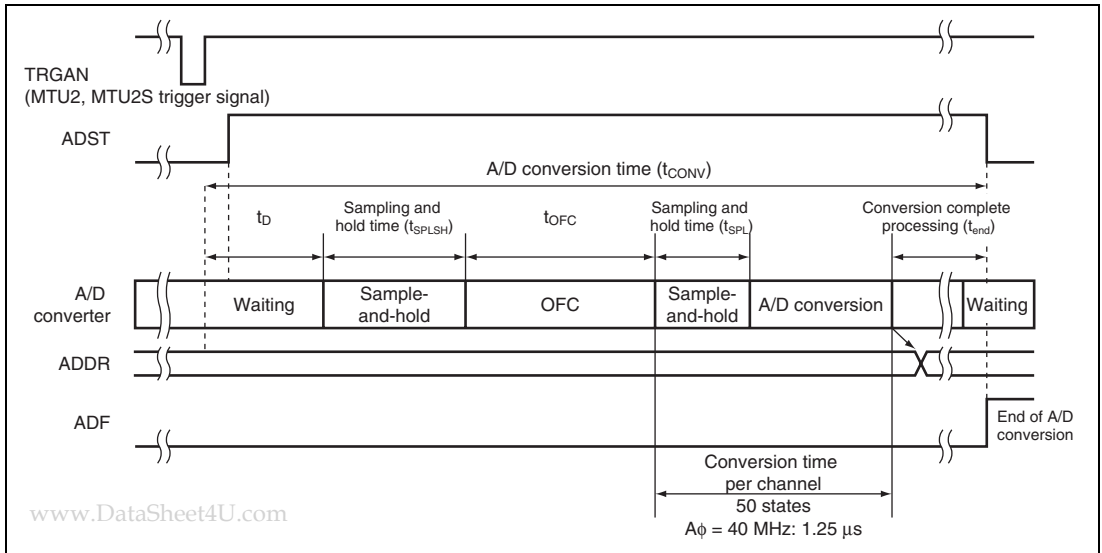 TRGAN
(MTU2, MTU2S trigger signal)
ADST
A/D conversion time (tCONV)
tD
Sampling and
hold time (tSPLSH)
tOFC
Sampling and
hold time (tSPL)
Conversion complete
processing (tend)
A/D
converter
Waiting
Sample-
and-hold
OFC
Sample-
and-hold
A/D conversion
Waiting
ADDR
ADF
End of A/D
conversion
Conversion time
per channel
50 states
Aϕ = 40 MHz: 1.25 μs
www.DataSheet4U.com